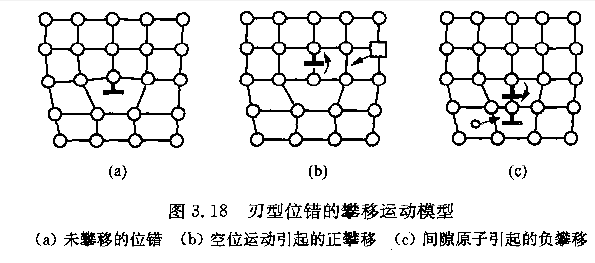 (a) (b) (c)
图 3.18 刃型位错的攀移运动模型
(a) 未攀移的位错 (b) 空位运动引起的正攀移 (c) 间隙原子引起的负攀移